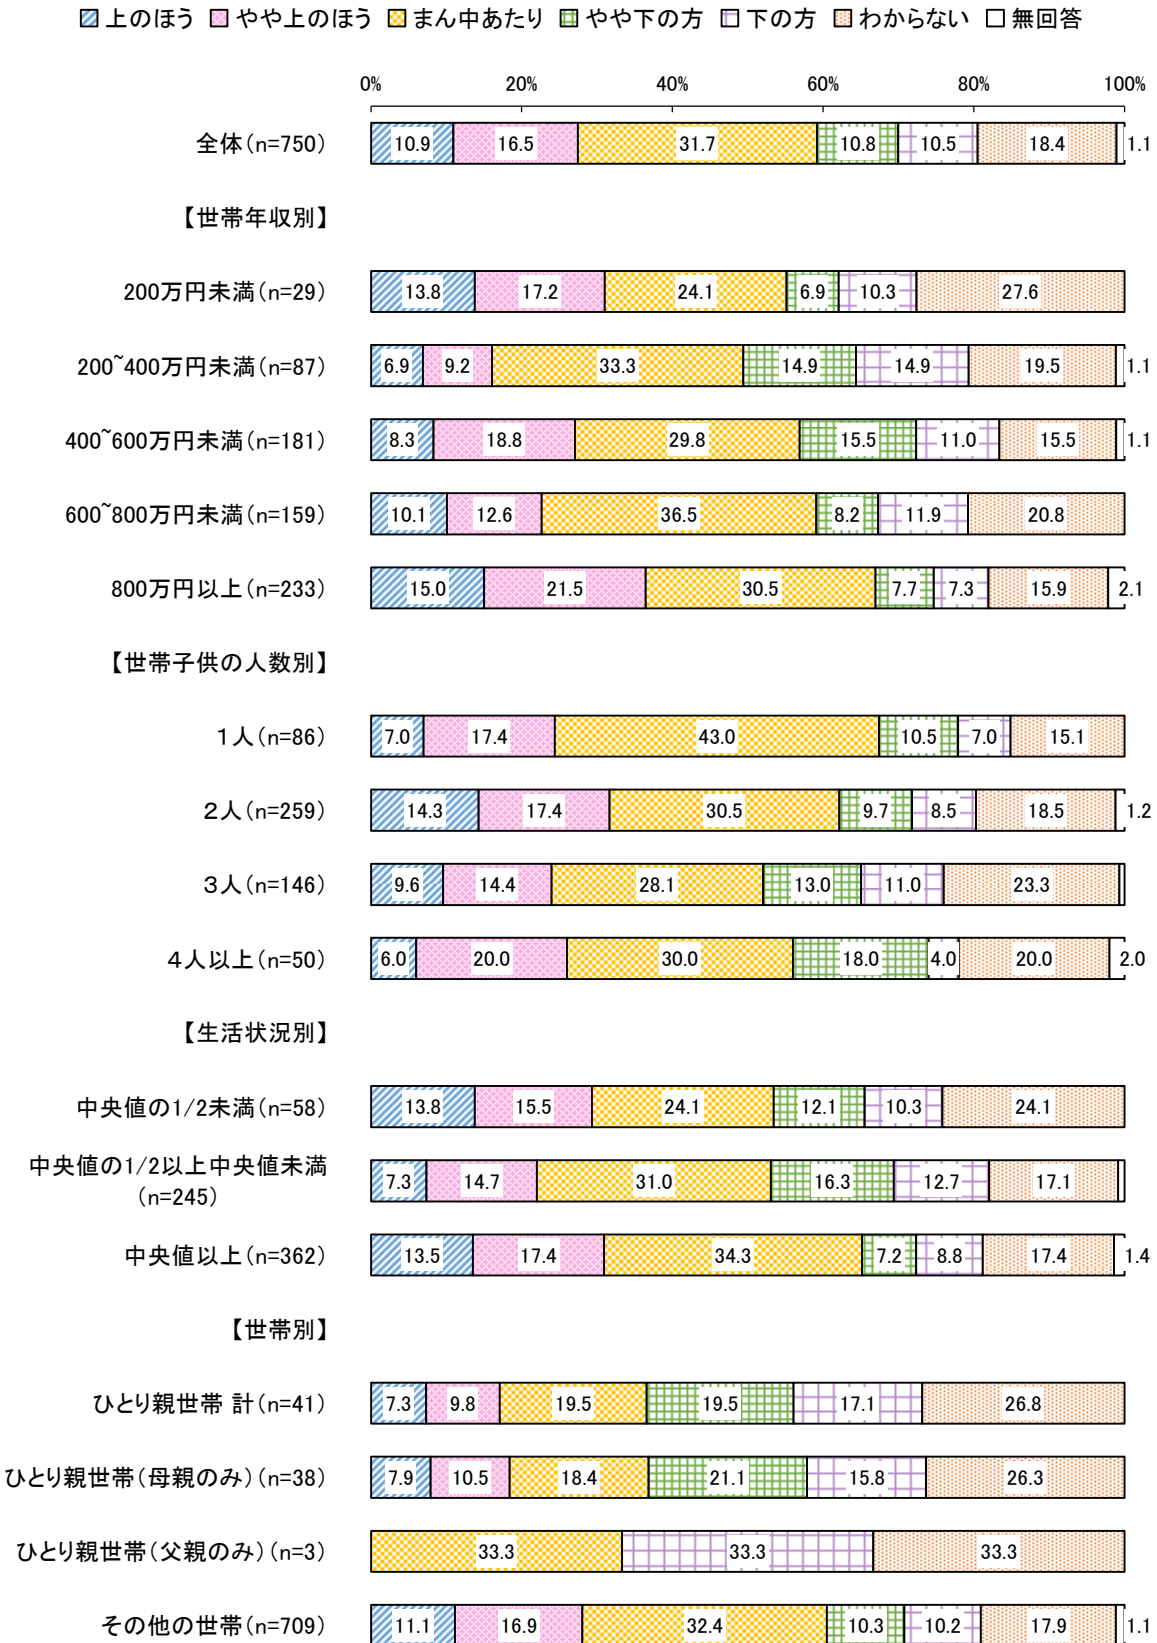 上のほう やや上のほう まん中あたり やや下の方 下の方 わからない 無回答
0% 20% 40% 60% 80% 100%
全体(n=750) 10.9 16.5 31.7 10.8 10.5 18.4 1.1
【世帯年収別】
200万円未満(n=29) 13.8 17.2 24.1 6.9 10.3 27.6
200~400万円未満(n=87) 6.9 9.2 33.3 14.9 14.9 19.5 1.1
400~600万円未満(n=181) 8.3 18.8 29.8 15.5 11.0 15.5 1.1
600~800万円未満(n=159) 10.1 12.6 36.5 8.2 11.9 20.8
800万円以上(n=233) 15.0 21.5 30.5 7.7 7.3 15.9 2.1
【世帯子供の人数別】
1人(n=86) 7.0 17.4 43.0 10.5 7.0 15.1
2人(n=259) 14.3 17.4 30.5 9.7 8.5 18.5 1.2
3人(n=146) 9.6 14.4 28.1 13.0 11.0 23.3
4人以上(n=50) 6.0 20.0 30.0 18.0 4.0 20.0 2.0
【生活状況別】
中央値の1/2未満(n=58) 13.8 15.5 24.1 12.1 10.3 24.1
中央値の1/2以上中央値未満
(n=245) 7.3 14.7 31.0 16.3 12.7 17.1
中央値以上(n=362) 13.5 17.4 34.3 7.2 8.8 17.4 1.4
【世帯別】
ひとり親世帯 計(n=41) 7.3 9.8 19.5 19.5 17.1 26.8
ひとり親世帯(母親のみ)(n=38) 7.9 10.5 18.4 21.1 15.8 26.3
ひとり親世帯(父親のみ)(n=3) 33.3 33.3 33.3
その他の世帯(n=709) 11.1 16.9 32.4 10.3 10.2 17.9 1.1